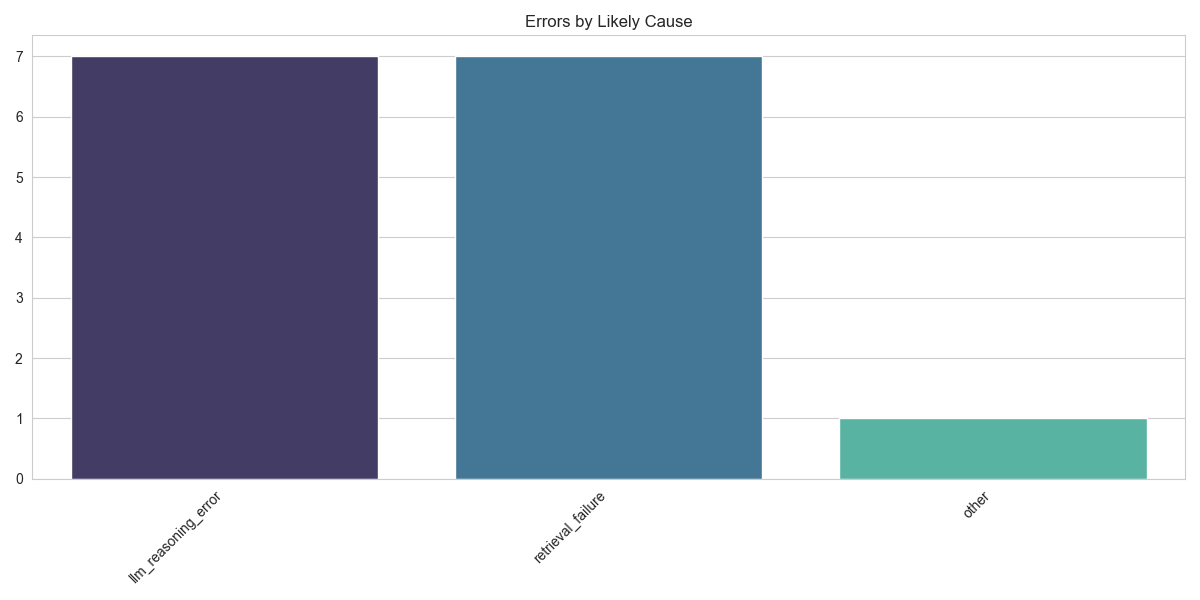 Errors by Likely Cause
7
6
5
4
3
2
1
0
llm_reasoning_error
retrieval_failure
other